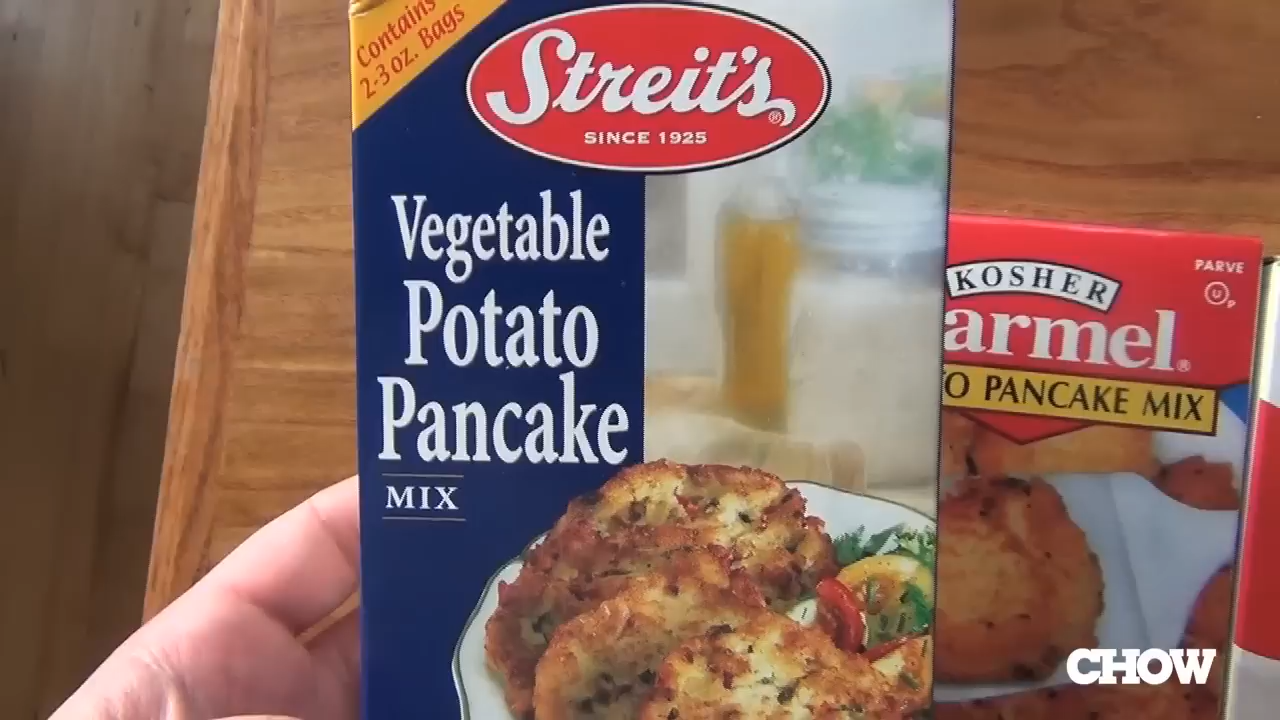 Contains
2-3 oz. Bags
Streit's®
SINCE 1925
Vegetable
Potato
Pancake
MIX
PARVE
KOSHER
U
P
armel®
O PANCAKE MIX
CHOW